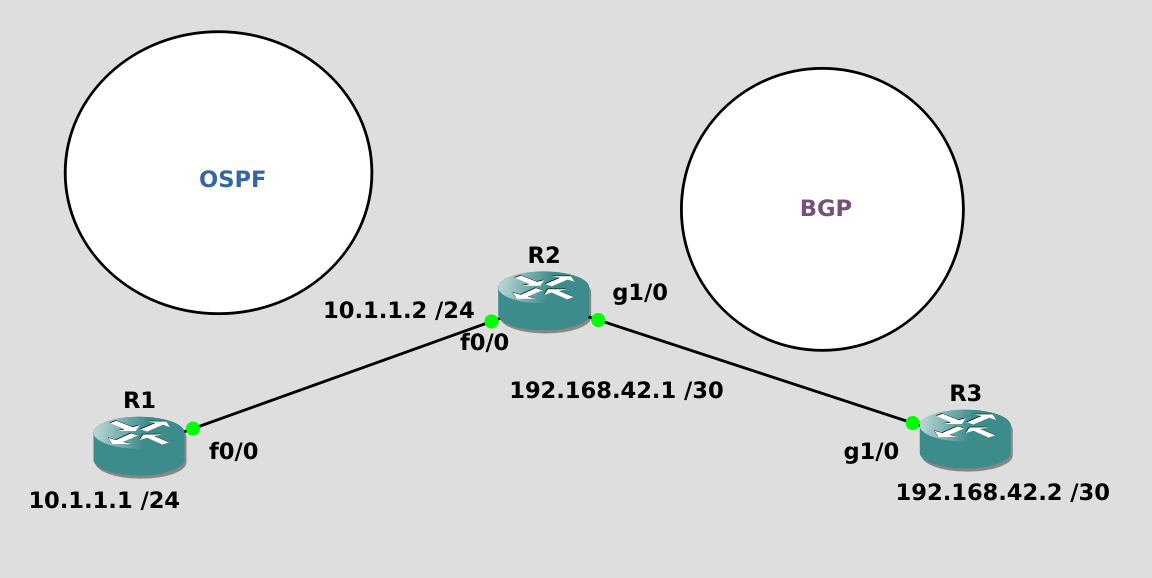 OSPF
BGP
R2
g1/0
10.1.1.2 /24
f0/0
192.168.42.1 /30
R1
R3
f0/0
g1/0
10.1.1.1 /24
192.168.42.2 /30